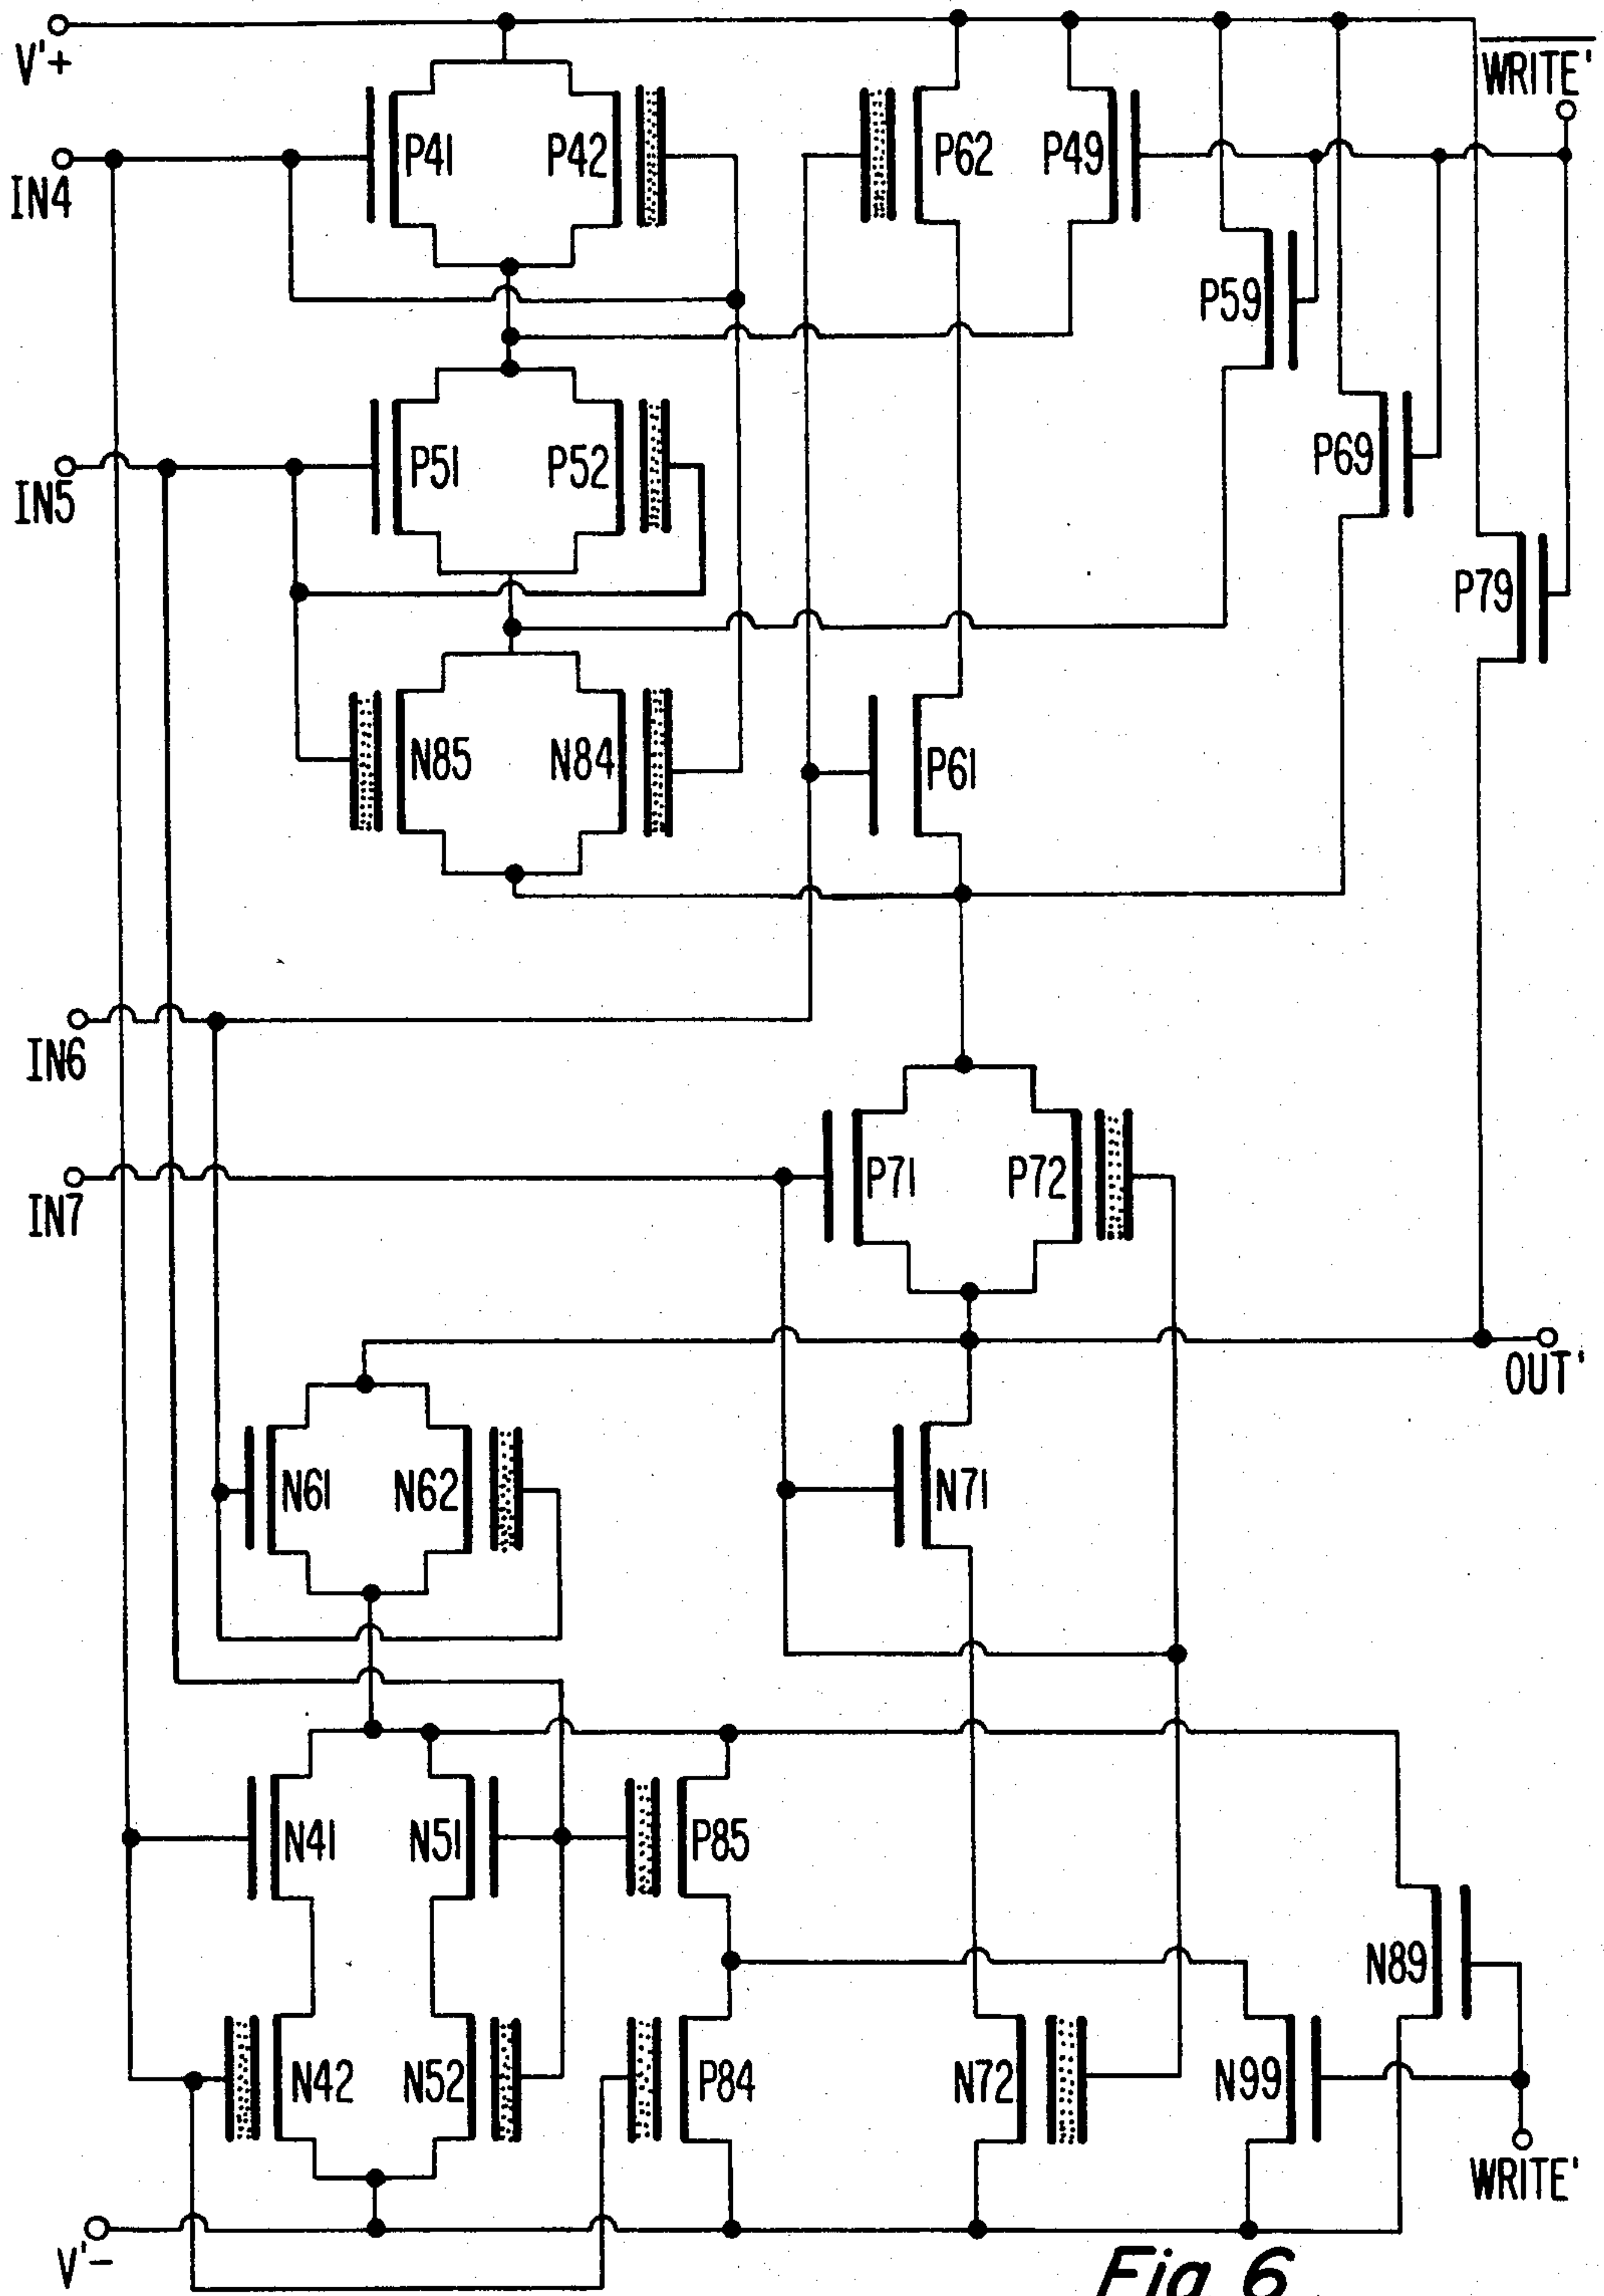 V'+
WRITE'
IN4
P41
P42
P62
P49
P59
IN5
P51
P52
P69
P79
N85
N84
P61
IN6
IN7
P71
P72
OUT'
N61
N62
N71
N41
N51
P85
N89
N42
N52
P84
N72
N99
WRITE'
V'-
Fig 6